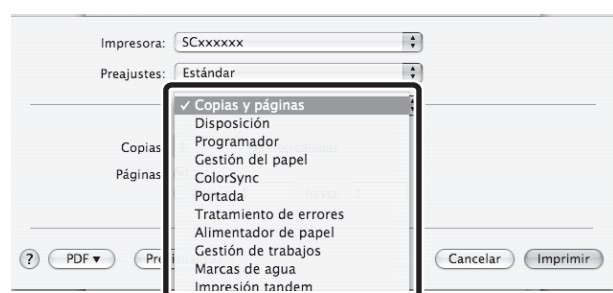 Impresora: SCxxxxxx
Preajustes: Estándar
✓ Copias y páginas
Disposición
Copias
Programador
Gestión del papel
Páginas
ColorSync
Portada
Tratamiento de errores
Alimentador de papel
Gestión de trabajos
Marcas de agua
Impresión tandem
? PDF ▼ Cancelar Imprimir